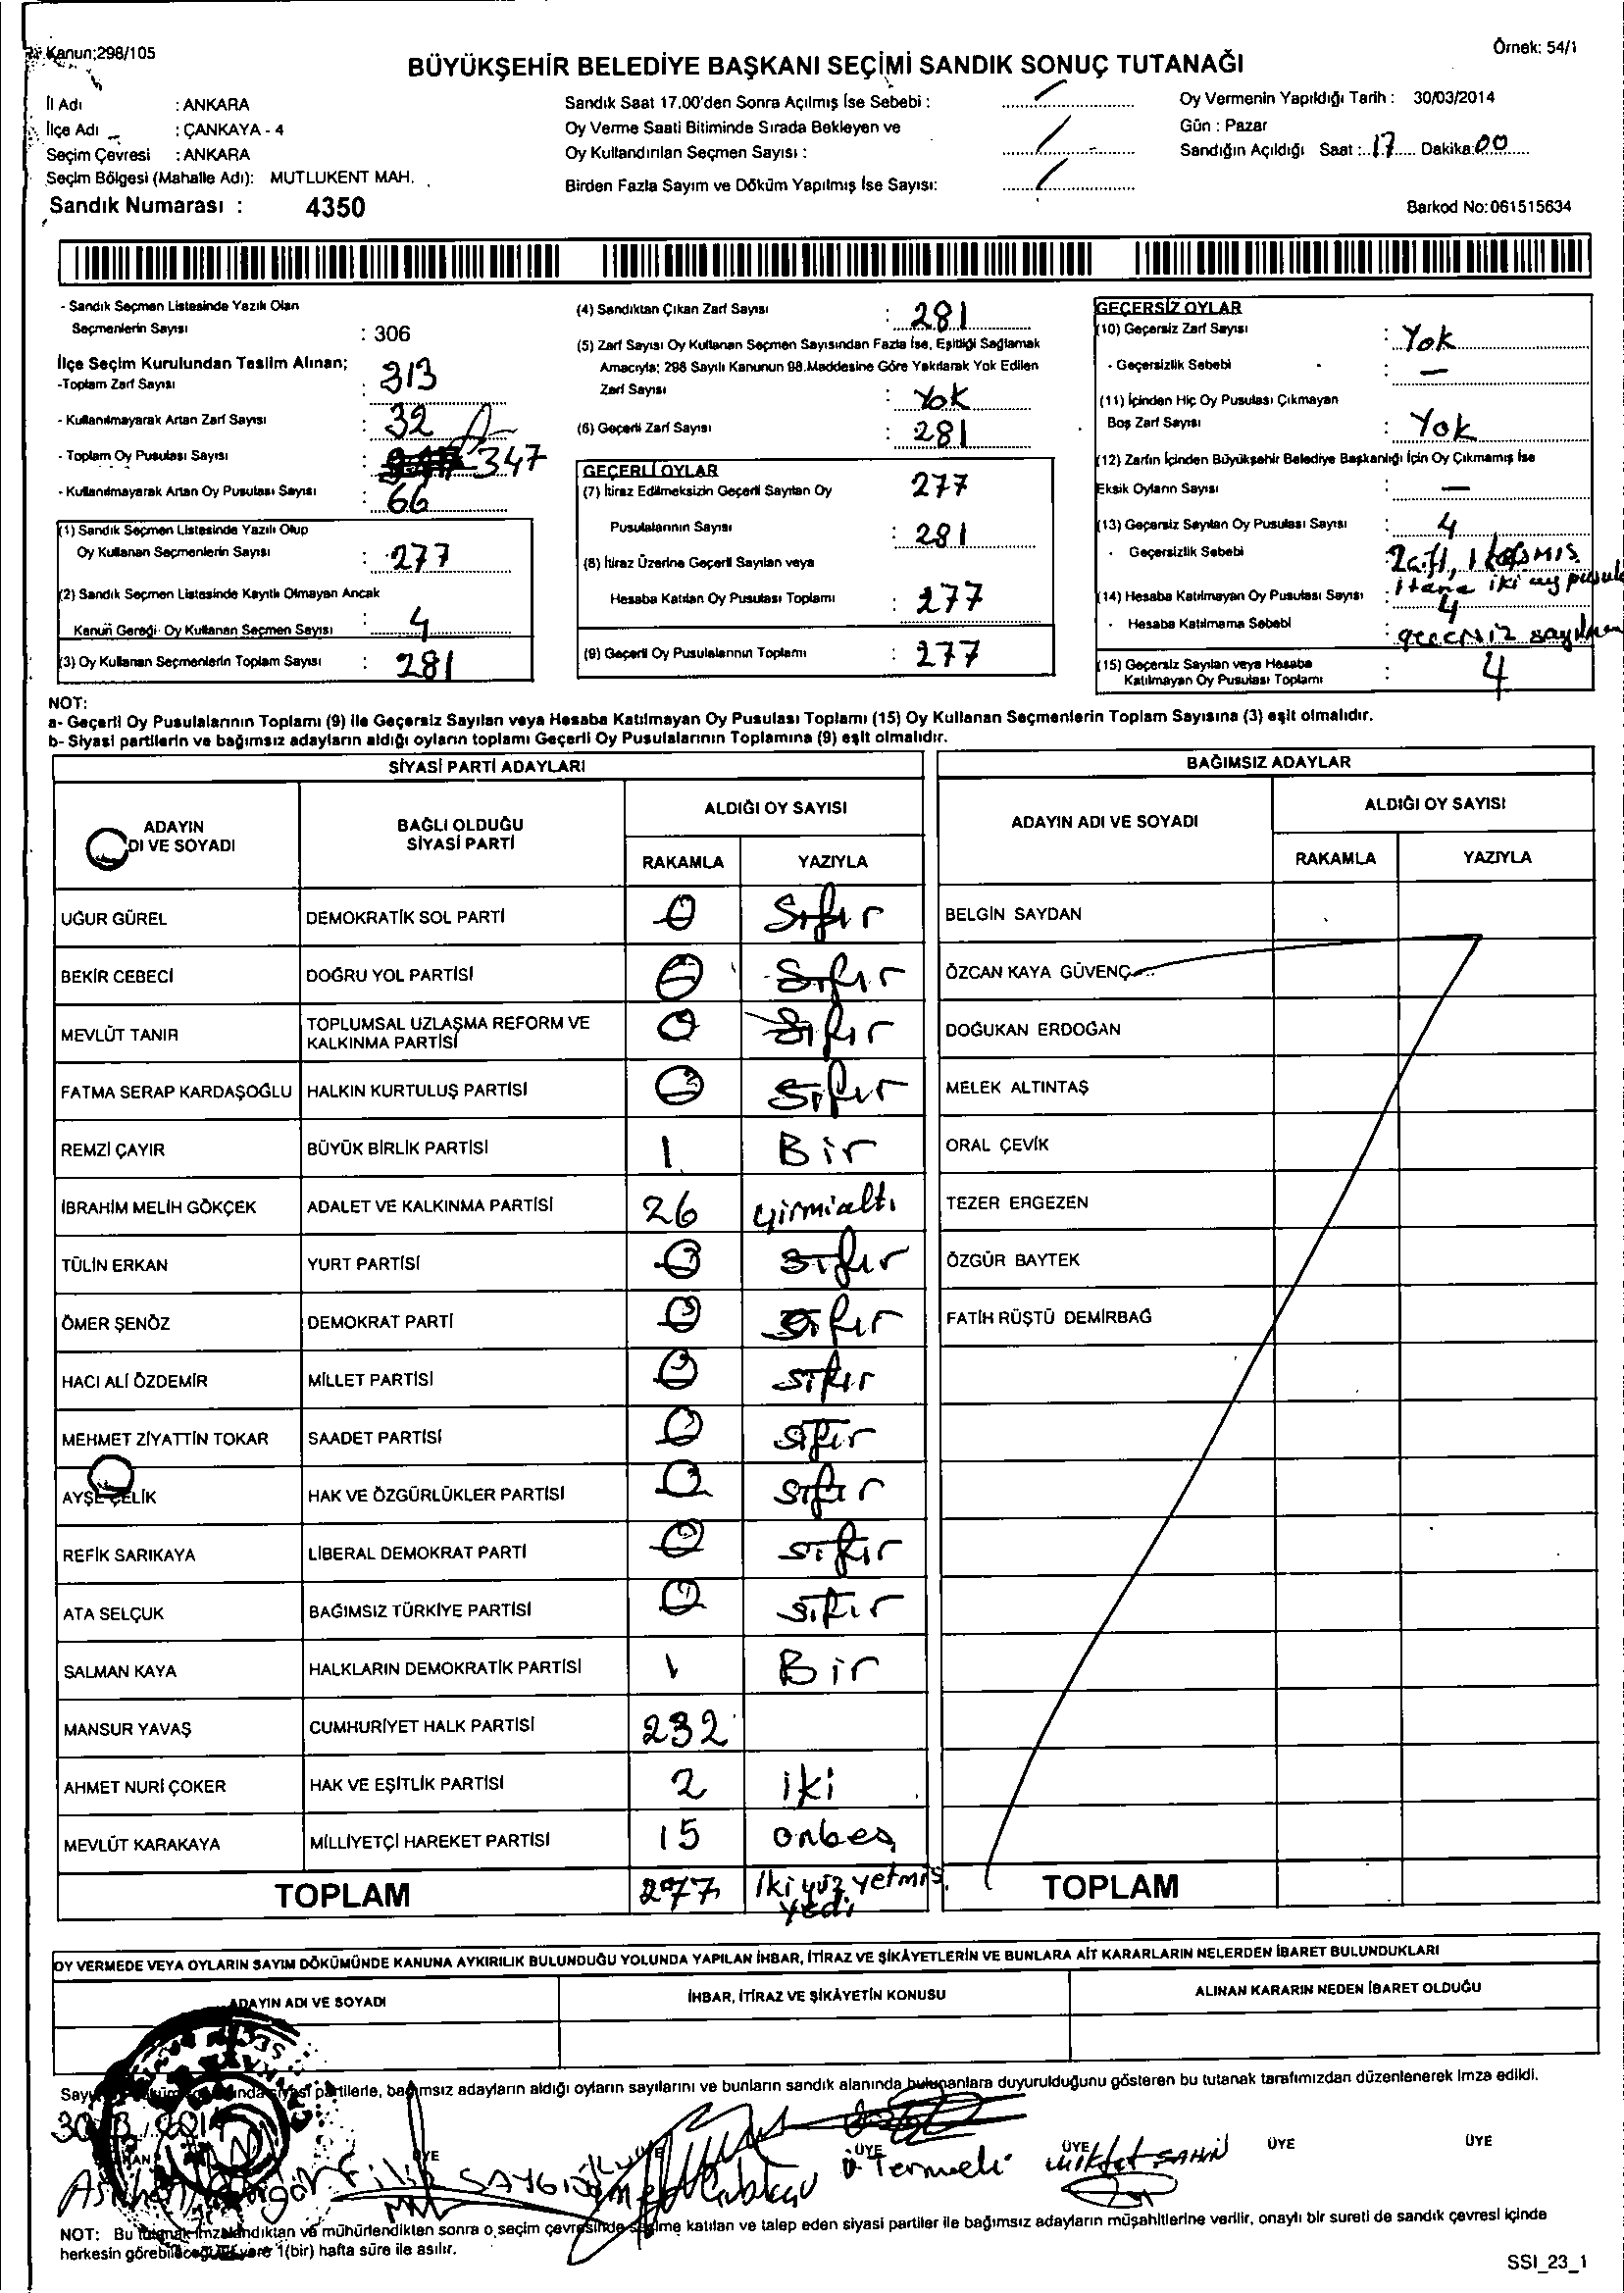 Kanun;298/105
Örnek: 54/1
BÜYÜKŞEHİR BELEDİYE BAŞKANI SEÇİMİ SANDIK SONUÇ TUTANAĞI
İl Adı : ANKARA
İlçe Adı : ÇANKAYA - 4
Seçim Çevresi : ANKARA
Seçim Bölgesi (Mahalle Adı): MUTLUKENT MAH.
Sandık Numarası : 4350
Sandık Saat 17.00'den Sonra Açılmış İse Sebebi :
Oy Verme Saati Bitiminde Sırada Bekleyen ve
Oy Kullandırılan Seçmen Sayısı :
Birden Fazla Sayım ve Döküm Yapılmış İse Sayısı:
Oy Vermenin Yapıldığı Tarih : 30/03/2014
Gün : Pazar
Sandığın Açıldığı Saat : 17 Dakika: 00
Barkod No:061515634
- Sandık Seçmen Listesinde Yazılı Olan
Seçmenlerin Sayısı : 306
İlçe Seçim Kurulundan Teslim Alınan;
-Toplam Zarf Sayısı : 313
- Kullanılmayarak Artan Zarf Sayısı : 32
- Toplam Oy Pusulası Sayısı : 347
- Kullanılmayarak Artan Oy Pusulası Sayısı : 66
(1) Sandık Seçmen Listesinde Yazılı Olup
Oy Kullanan Seçmenlerin Sayısı : 277
(2) Sandık Seçmen Listesinde Kayıtlı Olmayan Ancak
Kanun Gereği Oy Kullanan Seçmen Sayısı : 4
(3) Oy Kullanan Seçmenlerin Toplam Sayısı : 281
(4) Sandıktan Çıkan Zarf Sayısı : 281
(5) Zarf Sayısı Oy Kullanan Seçmen Sayısından Fazla İse, Eşitliği Sağlamak
Amacıyla; 298 Sayılı Kanunun 98.Maddesine Göre Yakılarak Yok Edilen
Zarf Sayısı : Yok
(6) Geçerli Zarf Sayısı : 281
GEÇERLİ OYLAR
(7) İtiraz Edilmeksizin Geçerli Sayılan Oy 277
Pusulalarının Sayısı : 281
(8) İtiraz Üzerine Geçerli Sayılan veya
Hesaba Katılan Oy Pusulası Toplamı : 277
(9) Geçerli Oy Pusulalarının Toplamı : 277
GEÇERSİZ OYLAR
(10) Geçersiz Zarf Sayısı : Yok
- Geçersizlik Sebebi : —
(11) İçinden Hiç Oy Pusulası Çıkmayan
Boş Zarf Sayısı : Yok
(12) Zarfın İçinden Büyükşehir Belediye Başkanlığı İçin Oy Çıkmamış İse
Eksik Oyların Sayısı : —
(13) Geçersiz Sayılan Oy Pusulası Sayısı : 4
- Geçersizlik Sebebi :
1 tane iki
(14) Hesaba Katılmayan Oy Pusulası Sayısı : 4
- Hesaba Katılmama Sebebi :
(15) Geçersiz Sayılan veya Hesaba
Katılmayan Oy Pusulası Toplamı : 4
NOT:
a- Geçerli Oy Pusulalarının Toplamı (9) ile Geçersiz Sayılan veya Hesaba Katılmayan Oy Pusulası Toplamı (15) Oy Kullanan Seçmenlerin Toplam Sayısına (3) eşit olmalıdır.
b- Siyasi partilerin ve bağımsız adayların aldığı oyların toplamı Geçerli Oy Pusulalarının Toplamına (9) eşit olmalıdır.
SİYASİ PARTİ ADAYLARI
ADAYIN
DI VE SOYADI
BAĞLI OLDUĞU
SİYASİ PARTİ
ALDIĞI OY SAYISI
RAKAMLA YAZIYLA
UĞUR GÜREL DEMOKRATİK SOL PARTİ 0 Sıfır
BEKİR CEBECİ DOĞRU YOL PARTİSİ 0 Sıfır
MEVLÜT TANIR TOPLUMSAL UZLAŞMA REFORM VE
KALKINMA PARTİSİ 0 Sıfır
FATMA SERAP KARDAŞOĞLU HALKIN KURTULUŞ PARTİSİ 0 Sıfır
REMZİ ÇAYIR BÜYÜK BİRLİK PARTİSİ 1 Bir
İBRAHİM MELİH GÖKÇEK ADALET VE KALKINMA PARTİSİ 26 yirmialtı
TÜLİN ERKAN YURT PARTİSİ 0 Sıfır
ÖMER ŞENÖZ DEMOKRAT PARTİ 0 Sıfır
HACI ALİ ÖZDEMİR MİLLET PARTİSİ 0 Sıfır
MEHMET ZİYATTİN TOKAR SAADET PARTİSİ 0 Sıfır
AYŞE ÇELİK HAK VE ÖZGÜRLÜKLER PARTİSİ 0 Sıfır
REFİK SARIKAYA LİBERAL DEMOKRAT PARTİ 0 Sıfır
ATA SELÇUK BAĞIMSIZ TÜRKİYE PARTİSİ 0 Sıfır
SALMAN KAYA HALKLARIN DEMOKRATİK PARTİSİ 1 Bir
MANSUR YAVAŞ CUMHURİYET HALK PARTİSİ 232
AHMET NURİ ÇOKER HAK VE EŞİTLİK PARTİSİ 2 iki
MEVLÜT KARAKAYA MİLLİYETÇİ HAREKET PARTİSİ 15 onbeş
TOPLAM 277 İkiyüz yetmiş
yedi
BAĞIMSIZ ADAYLAR
ADAYIN ADI VE SOYADI
ALDIĞI OY SAYISI
RAKAMLA YAZIYLA
BELGİN SAYDAN
ÖZCAN KAYA GÜVENÇ
DOĞUKAN ERDOĞAN
MELEK ALTINTAŞ
ORAL ÇEVİK
TEZER ERGEZEN
ÖZGÜR BAYTEK
FATİH RÜŞTÜ DEMİRBAĞ
TOPLAM
OY VERMEDE VEYA OYLARIN SAYIM DÖKÜMÜNDE KANUNA AYKIRILIK BULUNDUĞU YOLUNDA YAPILAN İHBAR, İTİRAZ VE ŞİKÂYETLERİN VE BUNLARA AİT KARARLARIN NELERDEN İBARET BULUNDUKLARI
ADAYIN ADI VE SOYADI İHBAR, İTİRAZ VE ŞİKÂYETİN KONUSU ALINAN KARARIN NEDEN İBARET OLDUĞU
siyasi partilerle, bağımsız adayların aldığı oyların sayılarını ve bunların sandık alanında bulunanlara duyurulduğunu gösteren bu tutanak tarafımızdan düzenlenerek imza edildi.
ÜYE ÜYE ÜYE ÜYE ÜYE ÜYE
NOT: Bu tutanak imzalandıktan ve mühürlendikten sonra o seçim çevresinde seçime katılan ve talep eden siyasi partiler ile bağımsız adayların müşahitlerine verilir, onaylı bir sureti de sandık çevresi içinde
herkesin görebileceği bir yere 1(bir) hafta süre ile asılır.
SSI_23_1